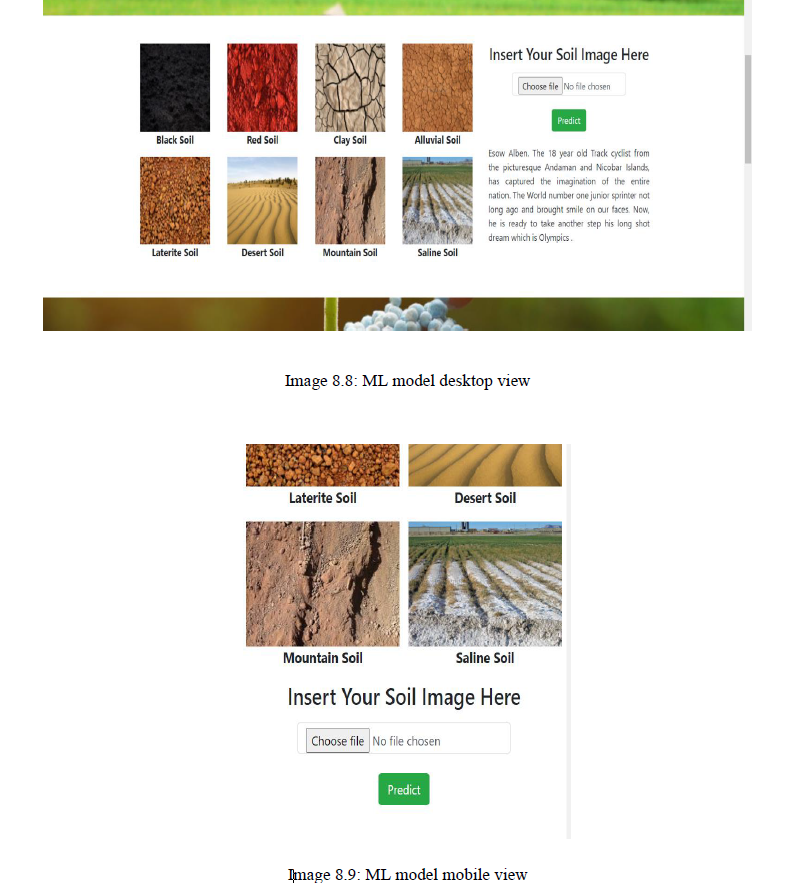 Insert Your Soil Image Here
Choose file No file chosen
Predict
Black Soil
Red Soil
Clay Soil
Alluvial Soil
Esow Alben, The 18 year old Track cyclist from
the picturesque Andaman and Nicobar Islands,
has captured the imagination of the entire
nation. The World number one junior sprinter not
long ago and brought smile on our faces. Now,
he is ready to take another step his long shot
dream which is Olympics .
Laterite Soil
Desert Soil
Mountain Soil
Saline Soil
Image 8.8: ML model desktop view
Laterite Soil
Desert Soil
Mountain Soil
Saline Soil
Insert Your Soil Image Here
Choose file No file chosen
Predict
Image 8.9: ML model mobile view